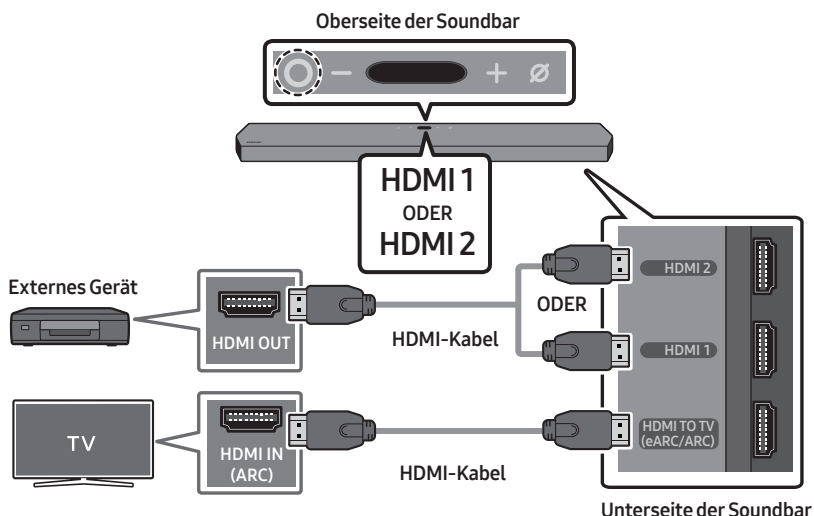 Oberseite der Soundbar
HDMI 1
ODER
HDMI 2
Externes Gerät
HDMI OUT
HDMI-Kabel
ODER
HDMI 2
HDMI 1
TV
HDMI IN
(ARC)
HDMI-Kabel
HDMI TO TV
(eARC/ARC)
Unterseite der Soundbar